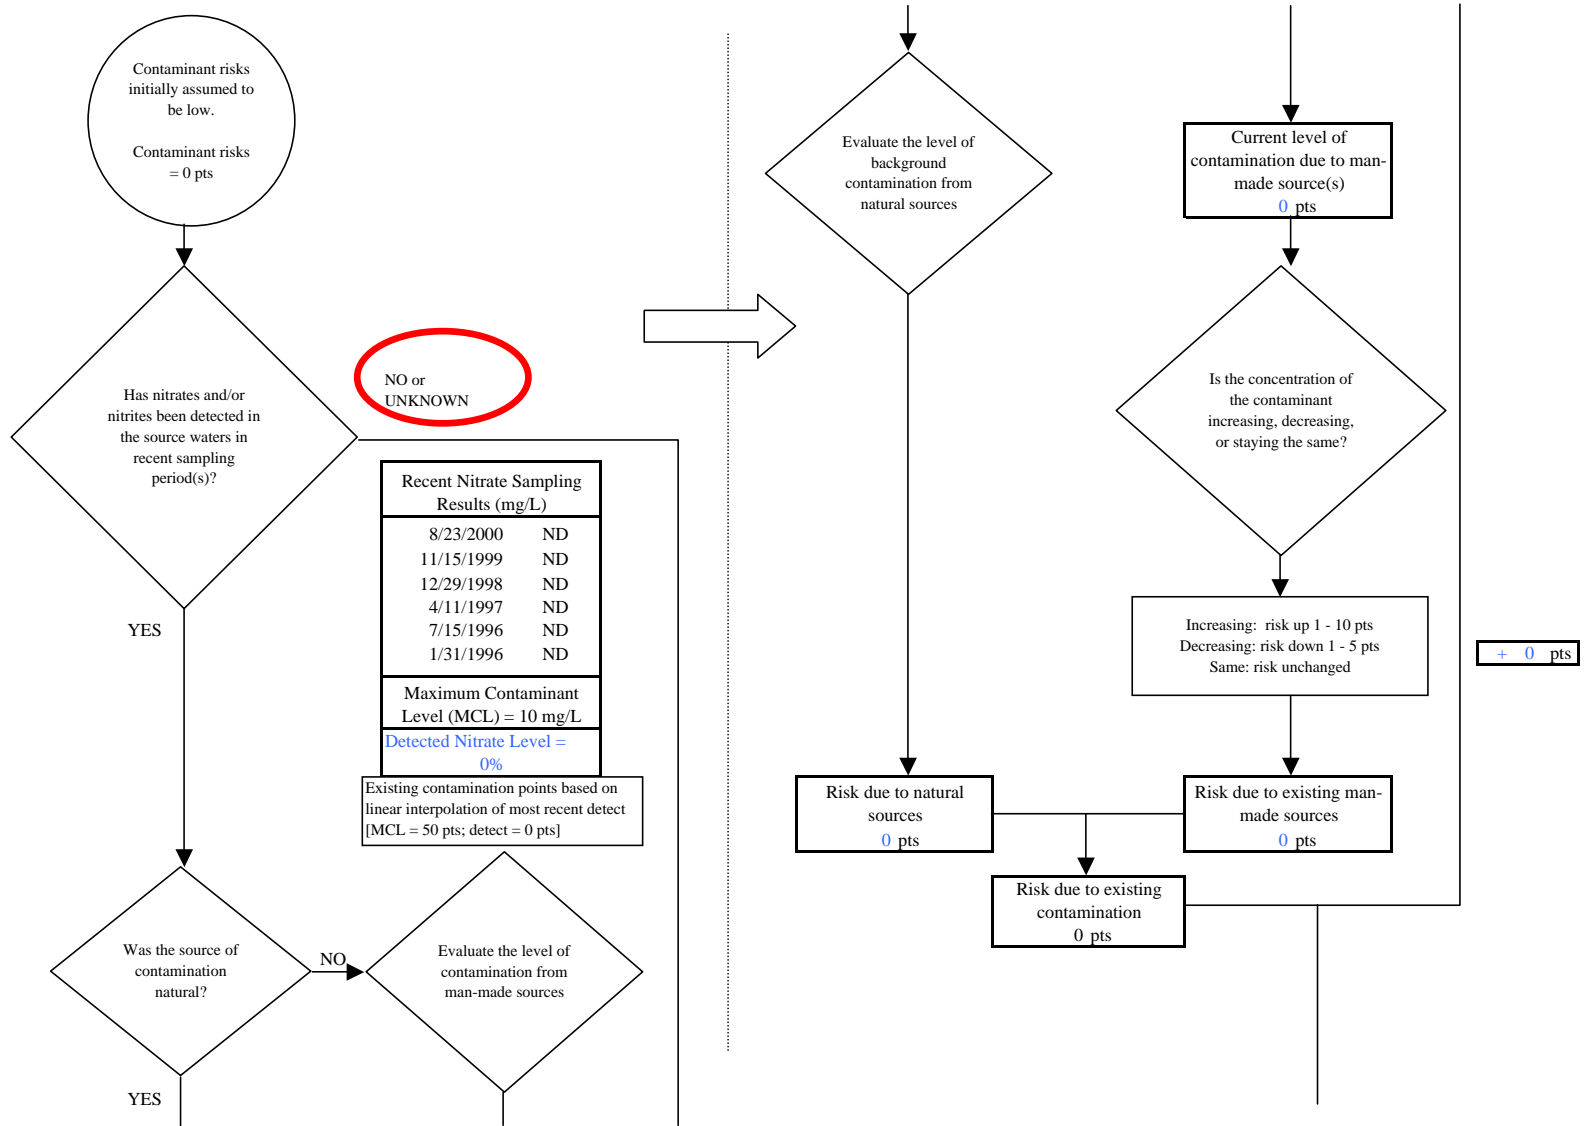 Contaminant risks
initially assumed to
be low.
Contaminant risks
= 0 pts
Has nitrates and/or
nitrites been detected in
the source waters in
recent sampling
period(s)?
NO or
UNKNOWN
YES
Recent Nitrate Sampling
Results (mg/L)
8/23/2000 ND
11/15/1999 ND
12/29/1998 ND
4/11/1997 ND
7/15/1996 ND
1/31/1996 ND
Maximum Contaminant
Level (MCL) = 10 mg/L
Detected Nitrate Level =
0%
Existing contamination points based on
linear interpolation of most recent detect
[MCL = 50 pts; detect = 0 pts]
Was the source of
contamination
natural?
NO
YES
Evaluate the level of
contamination from
man-made sources
Evaluate the level of
background
contamination from
natural sources
Current level of
contamination due to man-
made source(s)
0 pts
Is the concentration of
the contaminant
increasing, decreasing,
or staying the same?
Increasing: risk up 1 - 10 pts
Decreasing: risk down 1 - 5 pts
Same: risk unchanged
+ 0 pts
Risk due to natural
sources
0 pts
Risk due to existing man-
made sources
0 pts
Risk due to existing
contamination
0 pts